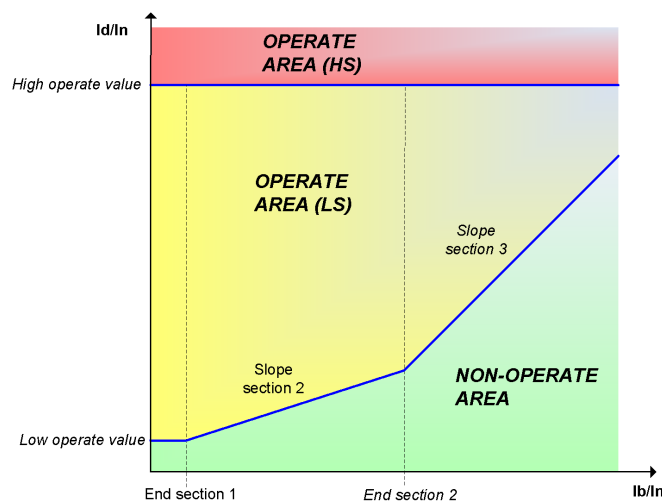 Id/In
OPERATE
AREA (HS)
High operate value
OPERATE
AREA (LS)
Slope
section 3
Slope
section 2
NON-OPERATE
AREA
Low operate value
End section 1
End section 2
Ib/In